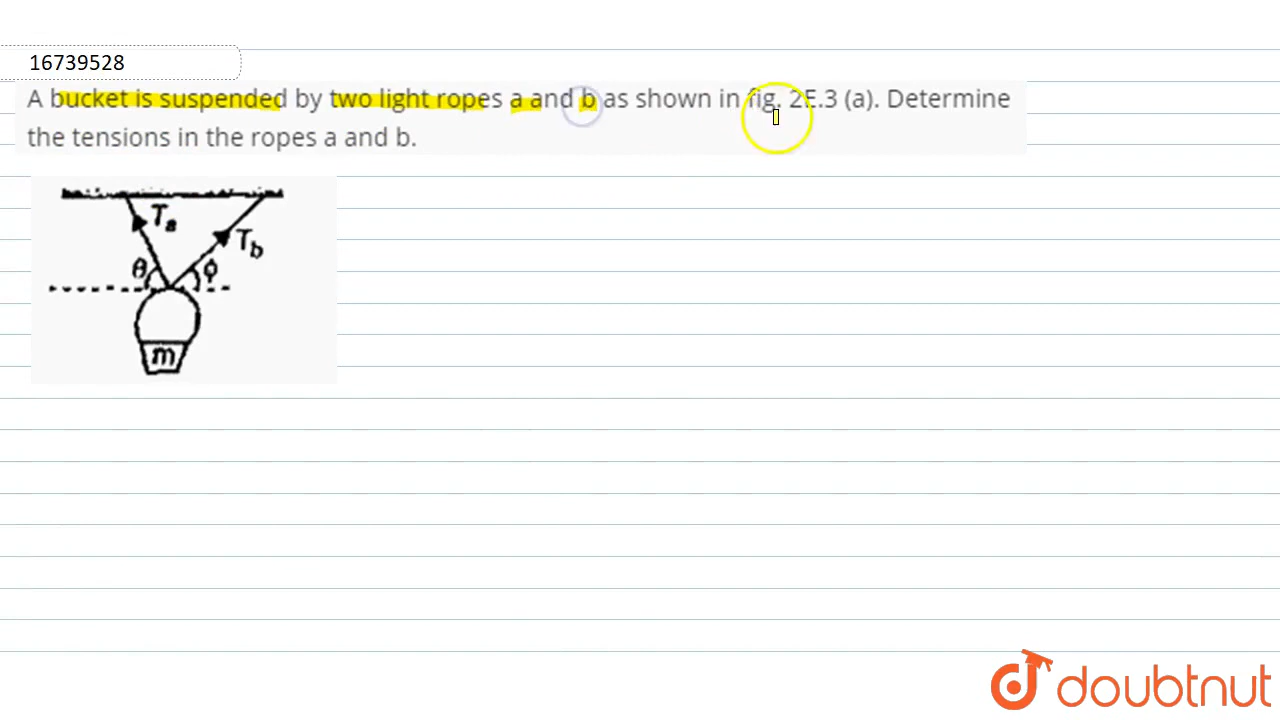 16739528
A bucket is suspended by two light ropes a and b as shown in fig. 2E.3 (a). Determine
the tensions in the ropes a and b.
Ta
Tb
θ
φ
m
doubtnut